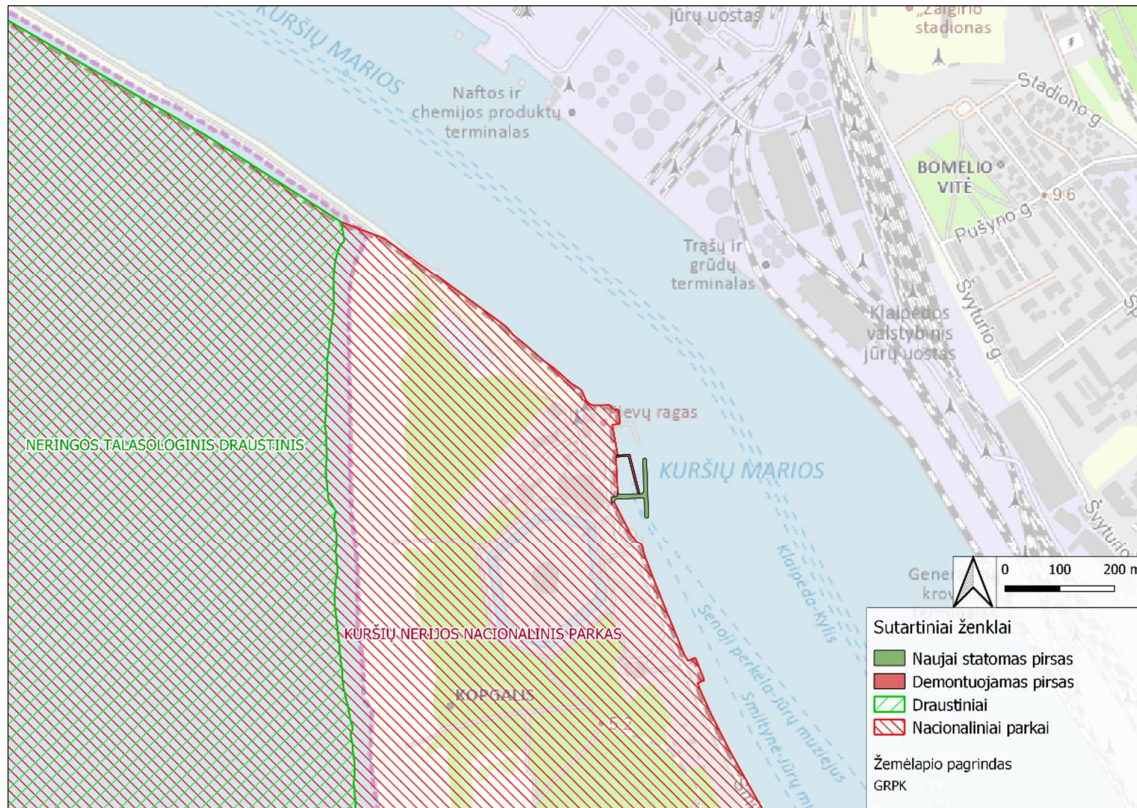 jūrų uostas
„Žalgirio
stadionas
KURŠIŲ MARIOS
Naftos ir
chemijos produktų
terminalas
Stadiono g.
BOMELIO
VITĖ
9.6
Pušyno g.
Trąšų ir
grūdų
terminalas
Švyturio g.
Klaipėdos
valstybinis
jūrų uostas
ragas
NERINGOS TALASOLOGINIS DRAUSTINIS
KURŠIŲ MARIOS
Švyturio
Klaipėda-Kylis
0 100 200 m
Senoji perkėla-Jūrų muziejus
Smiltynė-Jūrų
KURŠIŲ NERIJOS NACIONALINIS PARKAS
KOPGALIS
Sutartiniai ženklai
Naujai statomas pirsas
Demontuojamas pirsas
Draustiniai
Nacionaliniai parkai
Žemėlapio pagrindas
GRPK